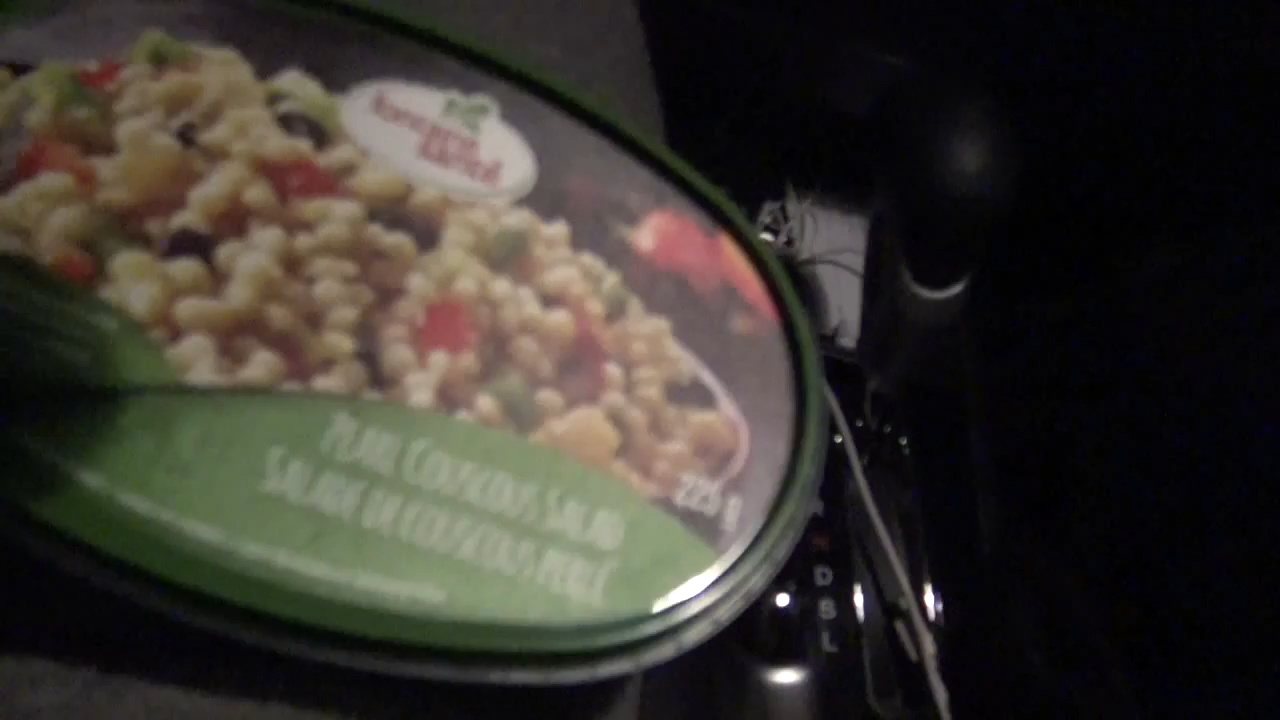 PEARL COUSCOUS SALAD
SALADE DE COUSCOUS PERLÉ
225 g
D
S
L